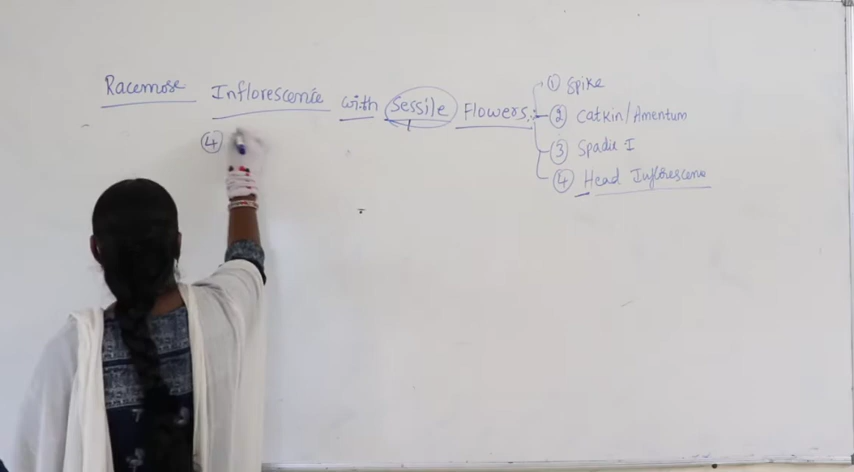 Racemose Inflorescence with Sessile Flowers:
① Spike
② Catkin/Amentum
③ Spadix I
④ Head Inflorescence
④